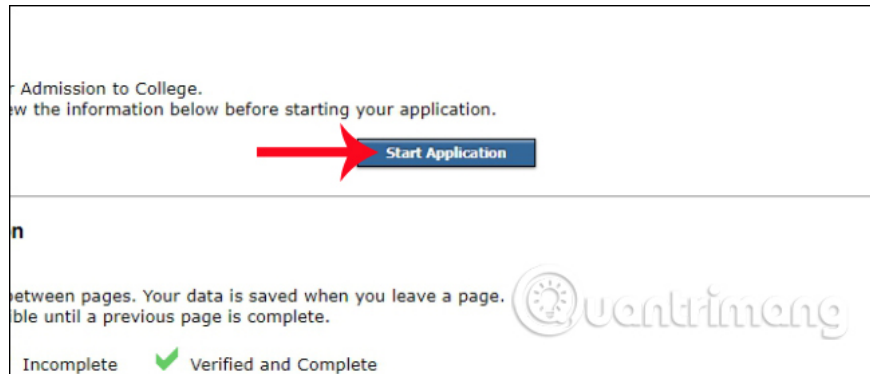 r Admission to College.
ew the information below before starting your application.
Start Application
n
between pages. Your data is saved when you leave a page.
ible until a previous page is complete.
Quantrimang
Incomplete Verified and Complete